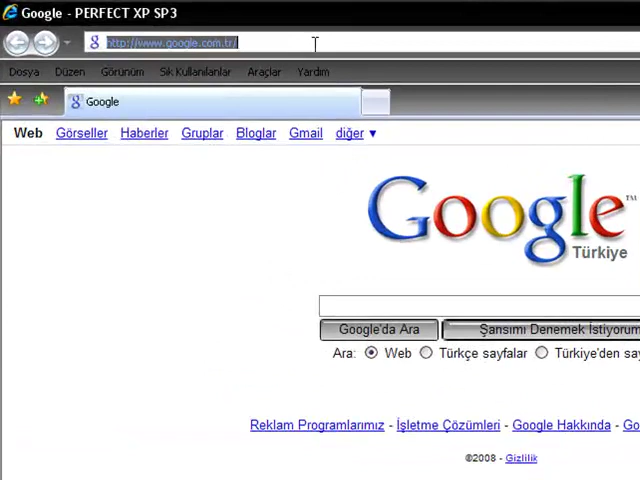 Google - PERFECT XP SP3
http://www.google.com.tr/
Dosya Düzen Görünüm Sık Kullanılanlar Araçlar Yardım
Google
Web Görseller Haberler Gruplar Bloglar Gmail diğer ▼
Google™
Türkiye
Google'da Ara Şansımı Denemek İstiyorum
Ara: Web Türkçe sayfalar Türkiye'den say
Reklam Programlarımız - İşletme Çözümleri - Google Hakkında - Go
©2008 - Gizlilik